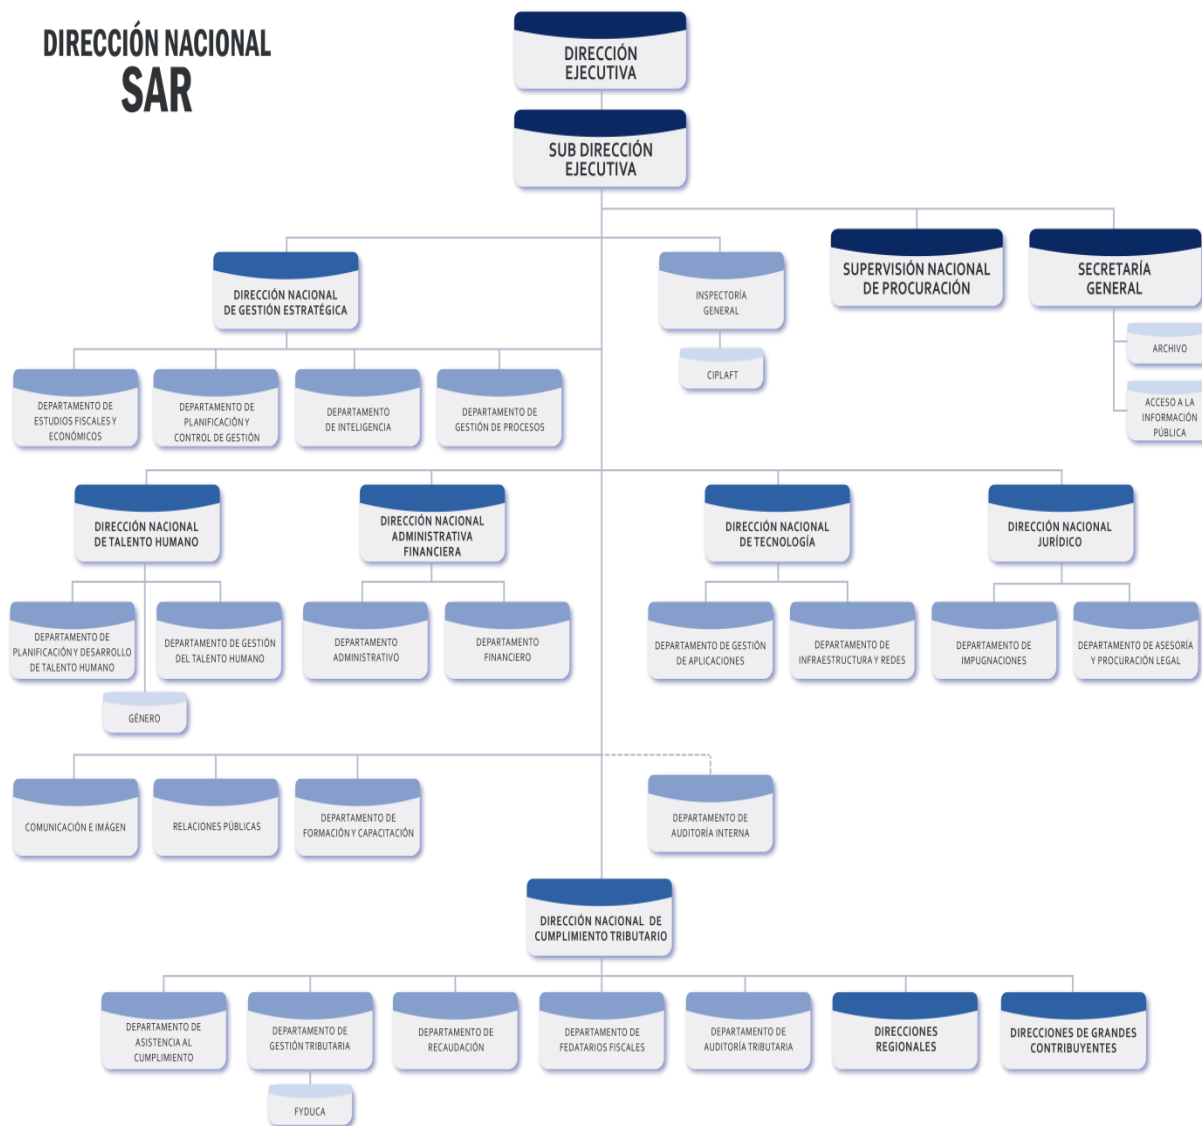 DIRECCIÓN NACIONAL
SAR
DIRECCIÓN
EJECUTIVA
SUB DIRECCIÓN
EJECUTIVA
SUPERVISIÓN NACIONAL
DE PROCURACIÓN
SECRETARÍA
GENERAL
DIRECCIÓN NACIONAL
DE GESTIÓN ESTRATÉGICA
INSPECTORÍA
GENERAL
ARCHIVO
CIPLAFT
ACCESO A LA
INFORMACIÓN
PÚBLICA
DEPARTAMENTO DE
ESTUDIOS FISCALES Y
ECONÓMICOS
DEPARTAMENTO DE
PLANIFICACIÓN Y
CONTROL DE GESTIÓN
DEPARTAMENTO
DE INTELIGENCIA
DEPARTAMENTO DE
GESTIÓN DE PROCESOS
DIRECCIÓN NACIONAL
DE TALENTO HUMANO
DIRECCIÓN NACIONAL
ADMINISTRATIVA
FINANCIERA
DIRECCIÓN NACIONAL
DE TECNOLOGÍA
DIRECCIÓN NACIONAL
JURÍDICO
DEPARTAMENTO DE
PLANIFICACIÓN Y DESARROLLO
DE TALENTO HUMANO
DEPARTAMENTO DE GESTIÓN
DEL TALENTO HUMANO
DEPARTAMENTO
ADMINISTRATIVO
DEPARTAMENTO
FINANCIERO
DEPARTAMENTO DE GESTIÓN
DE APLICACIONES
DEPARTAMENTO DE
INFRAESTRUCTURA Y REDES
DEPARTAMENTO DE
IMPUGNACIONES
DEPARTAMENTO DE ASESORÍA
Y PROCURACIÓN LEGAL
GÉNERO
COMUNICACIÓN E IMÁGEN
RELACIONES PÚBLICAS
DEPARTAMENTO DE
FORMACIÓN Y CAPACITACIÓN
DEPARTAMENTO DE
AUDITORÍA INTERNA
DIRECCIÓN NACIONAL DE
CUMPLIMIENTO TRIBUTARIO
DEPARTAMENTO DE
ASISTENCIA AL
CUMPLIMIENTO
DEPARTAMENTO DE
GESTIÓN TRIBUTARIA
DEPARTAMENTO DE
RECAUDACIÓN
DEPARTAMENTO DE
FEDATARIOS FISCALES
DEPARTAMENTO DE
AUDITORÍA TRIBUTARIA
DIRECCIONES
REGIONALES
DIRECCIONES DE GRANDES
CONTRIBUYENTES
FYDUCA